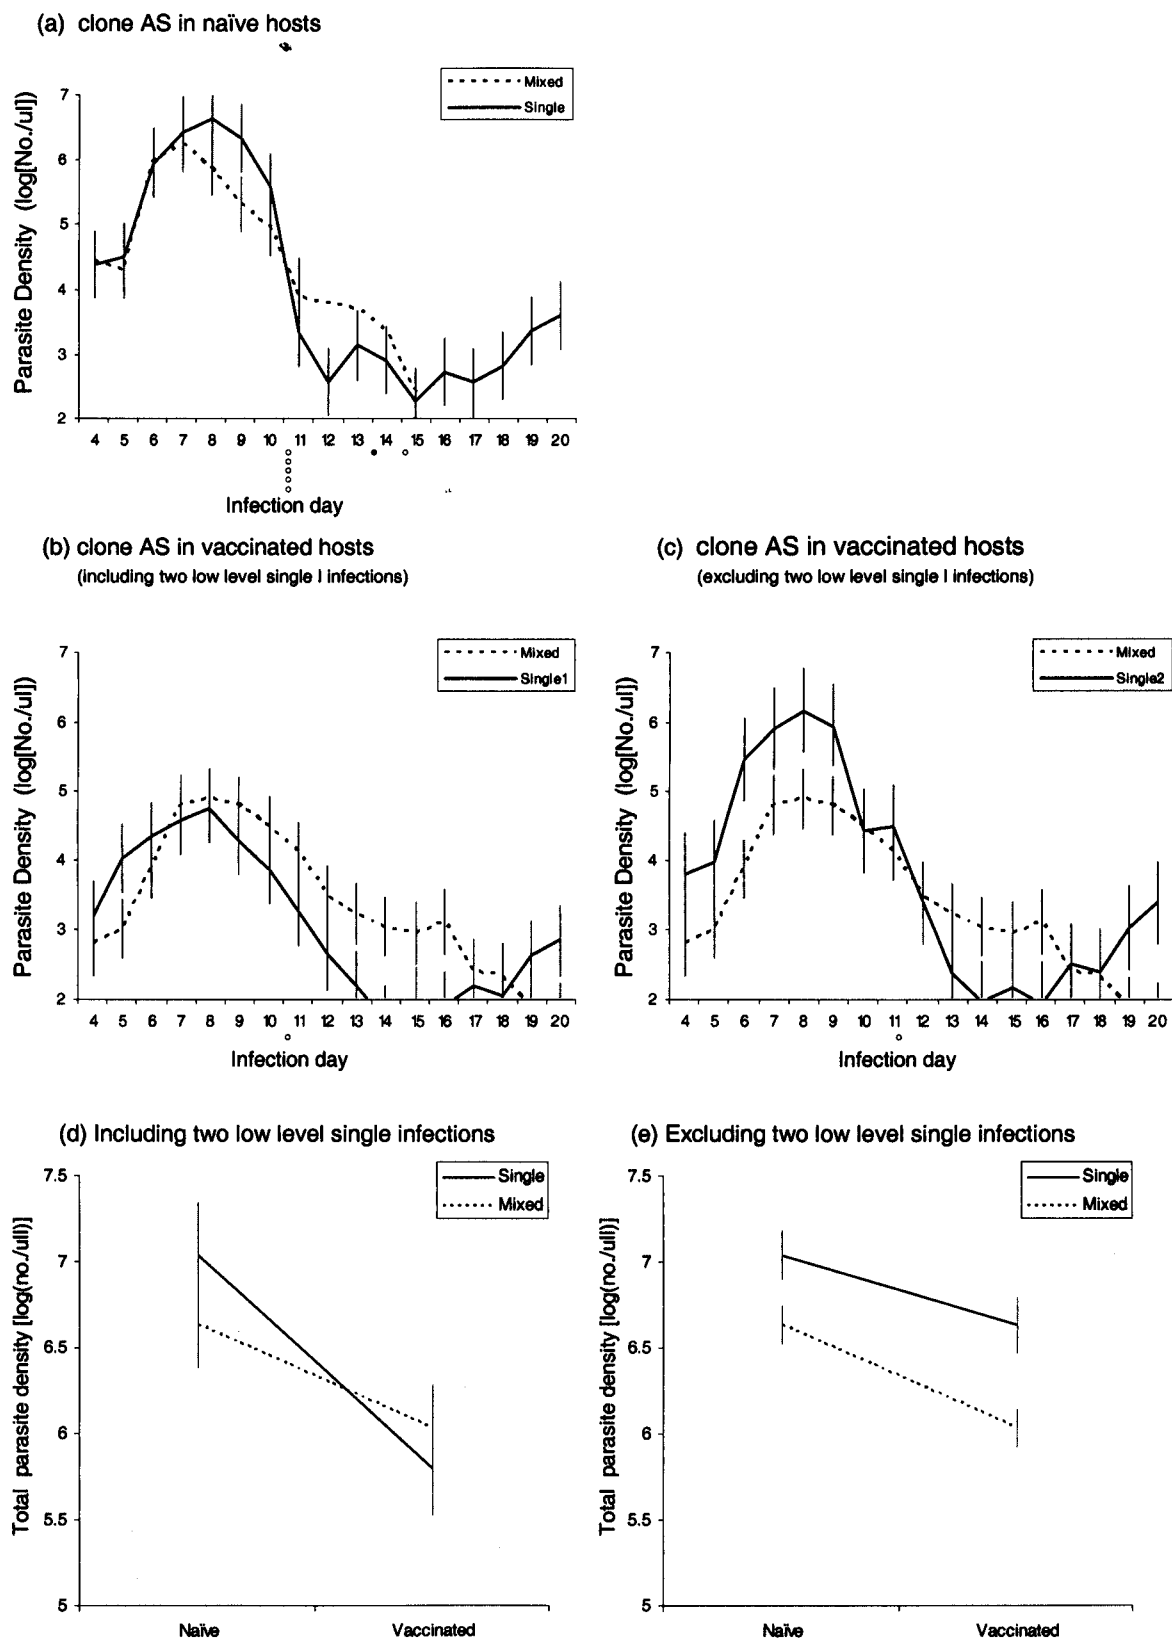 (a) clone AS in naïve hosts
Mixed
Single
Parasite Density (log[No./ul])
7
6
5
4
3
2
4 5 6 7 8 9 10 11 12 13 14 15 16 17 18 19 20
Infection day
(b) clone AS in vaccinated hosts
(including two low level single I infections)
Mixed
Single1
Parasite Density (log[No./ul])
7
6
5
4
3
2
4 5 6 7 8 9 10 11 12 13 14 15 16 17 18 19 20
Infection day
(c) clone AS in vaccinated hosts
(excluding two low level single I infections)
Mixed
Single2
Parasite Density (log[No./ul])
7
6
5
4
3
2
4 5 6 7 8 9 10 11 12 13 14 15 16 17 18 19 20
Infection day
(d) Including two low level single infections
Single
Mixed
Total parasite density [log(no./ull)]
7.5
7
6.5
6
5.5
5
Naïve Vaccinated
(e) Excluding two low level single infections
Single
Mixed
Total parasite density [log(no./ull)]
7.5
7
6.5
6
5.5
5
Naïve Vaccinated